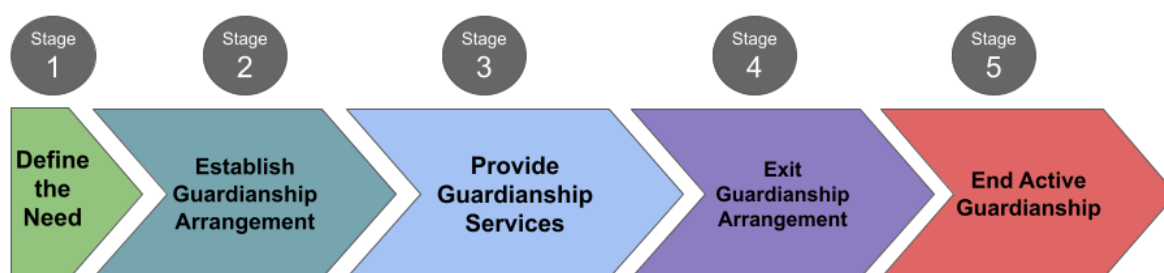 Stage
1
Stage
2
Stage
3
Stage
4
Stage
5
Define
the
Need
Establish
Guardianship
Arrangement
Provide
Guardianship
Services
Exit
Guardianship
Arrangement
End Active
Guardianship